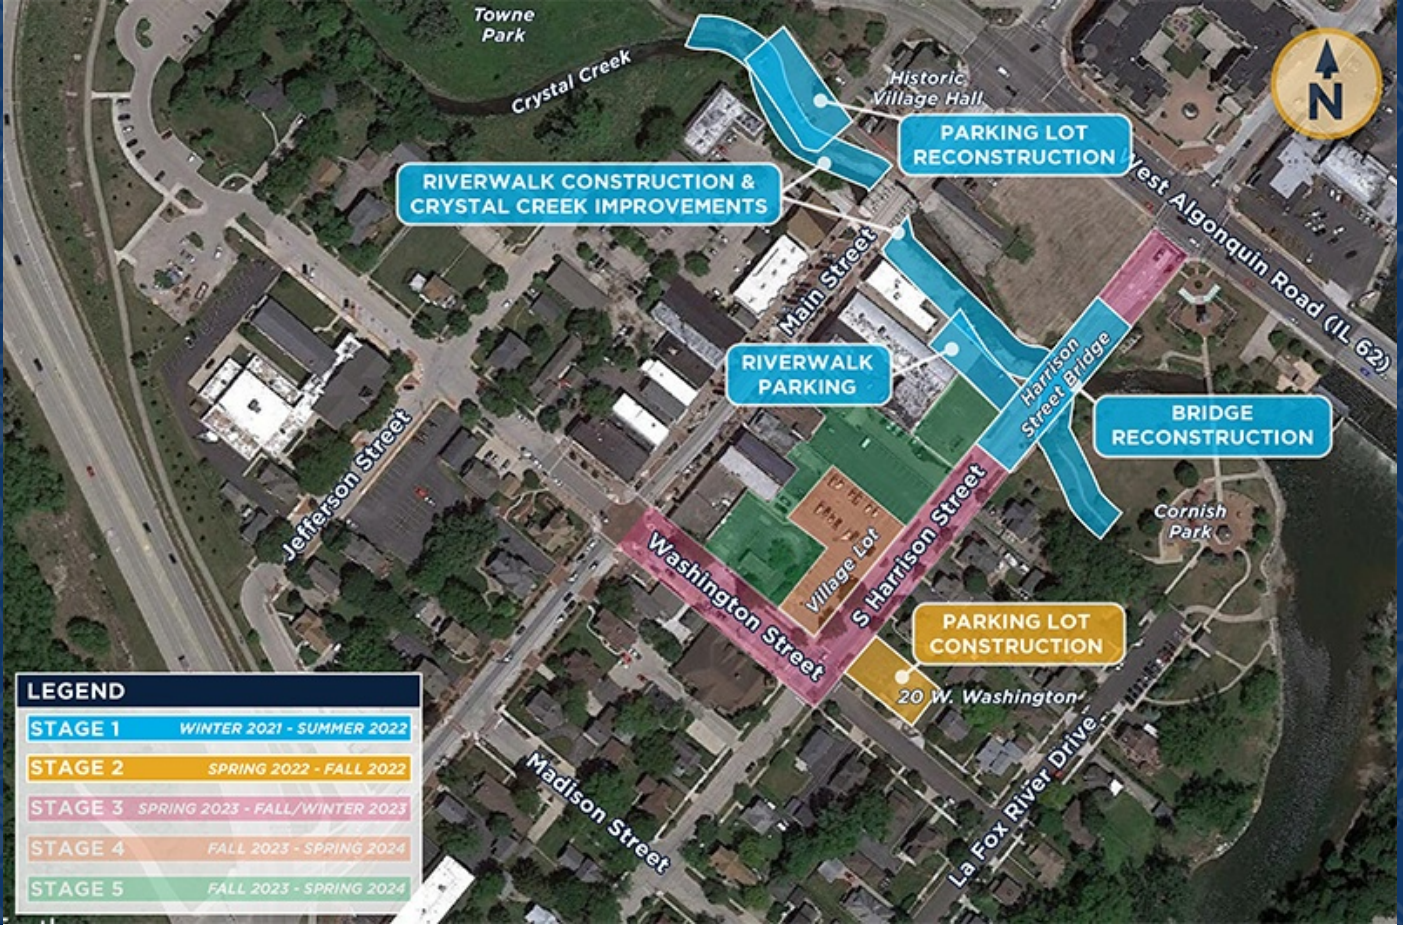 Towne
Park
Crystal Creek
Historic
Village Hall
N
PARKING LOT
RECONSTRUCTION
West Algonquin Road (IL 62)
RIVERWALK CONSTRUCTION &
CRYSTAL CREEK IMPROVEMENTS
Main Street
RIVERWALK
PARKING
Harrison
Street Bridge
BRIDGE
RECONSTRUCTION
Jefferson Street
Cornish
Park
Washington Street
Village Lot
S Harrison Street
PARKING LOT
CONSTRUCTION
20 W. Washington
Madison Street
La Fox River Drive
LEGEND
STAGE 1 WINTER 2021 - SUMMER 2022
STAGE 2 SPRING 2022 - FALL 2022
STAGE 3 SPRING 2023 - FALL/WINTER 2023
STAGE 4 FALL 2023 - SPRING 2024
STAGE 5 FALL 2023 - SPRING 2024